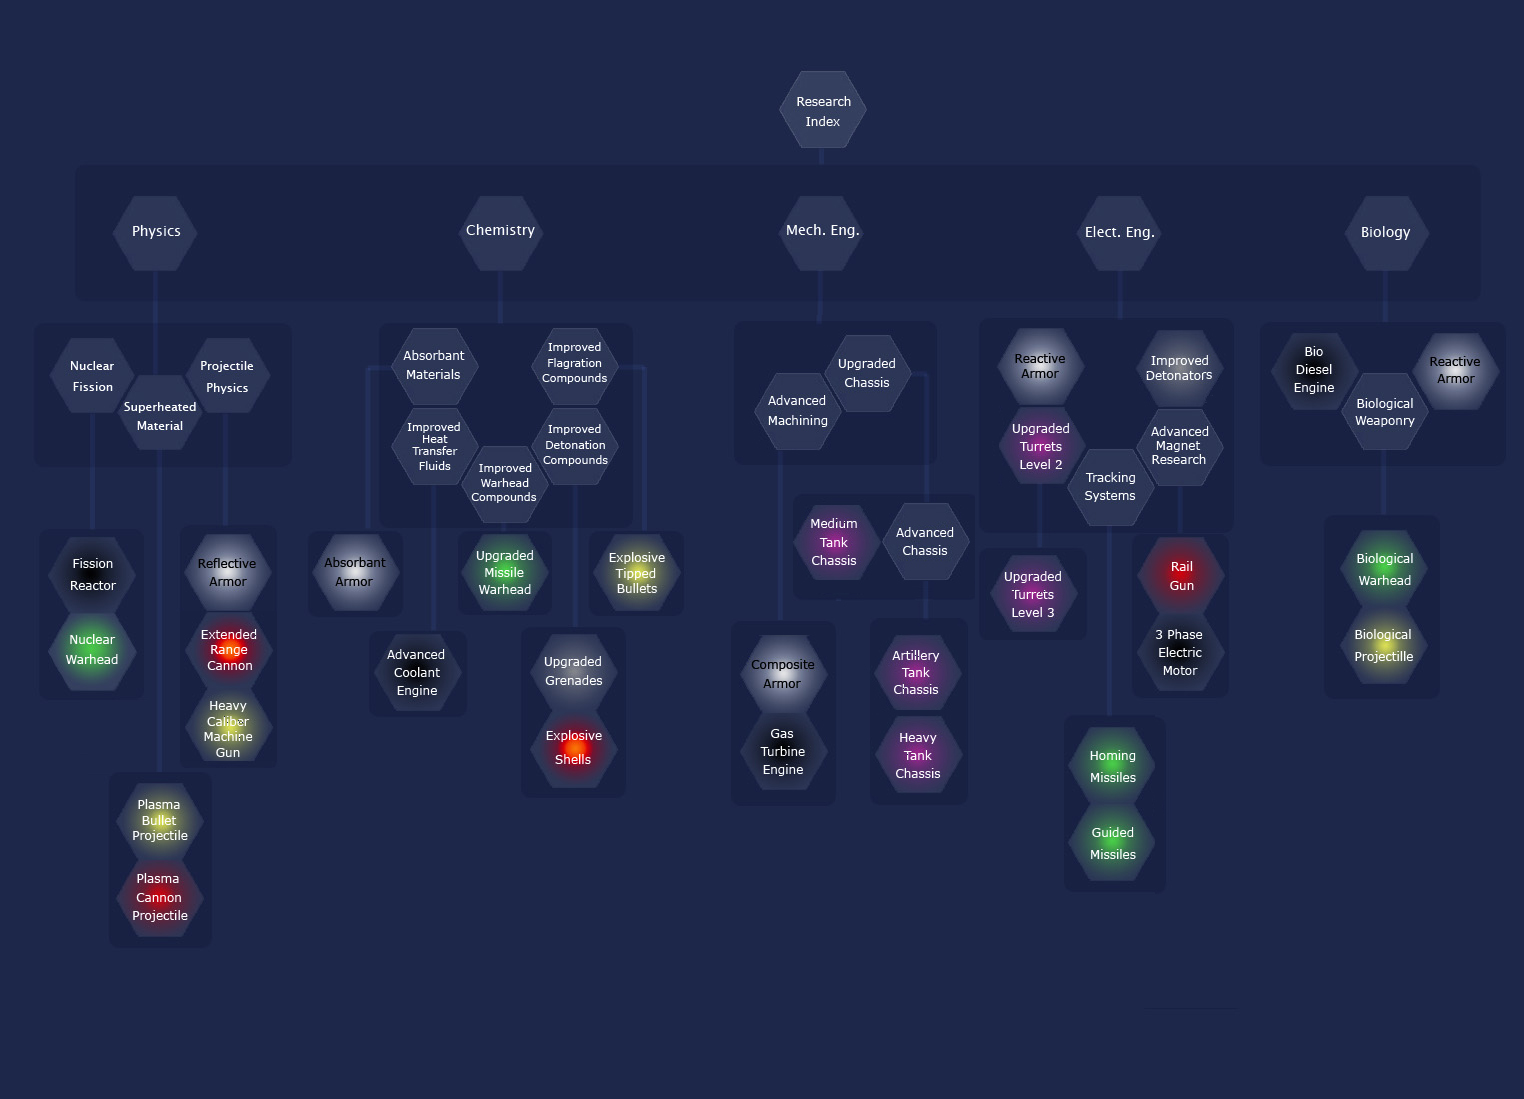 Research
Index
Physics
Chemistry
Mech. Eng.
Elect. Eng.
Biology
Nuclear
Fission
Superheated
Material
Projectile
Physics
Absorbant
Materials
Improved
Flagration
Compounds
Improved
Heat
Transfer
Fluids
Improved
Warhead
Compounds
Improved
Detonation
Compounds
Advanced
Machining
Upgraded
Chassis
Reactive
Armor
Improved
Detonators
Upgraded
Turrets
Level 2
Tracking
Systems
Advanced
Magnet
Research
Bio
Diesel
Engine
Biological
Weaponry
Reactive
Armor
Fission
Reactor
Nuclear
Warhead
Reflective
Armor
Extended
Range
Cannon
Heavy
Caliber
Machine
Gun
Plasma
Bullet
Projectile
Plasma
Cannon
Projectile
Absorbant
Armor
Advanced
Coolant
Engine
Upgraded
Missile
Warhead
Explosive
Tipped
Bullets
Upgraded
Grenades
Explosive
Shells
Medium
Tank
Chassis
Advanced
Chassis
Composite
Armor
Gas
Turbine
Engine
Artillery
Tank
Chassis
Heavy
Tank
Chassis
Upgraded
Turrets
Level 3
Rail
Gun
3 Phase
Electric
Motor
Homing
Missiles
Guided
Missiles
Biological
Warhead
Biological
Projectille